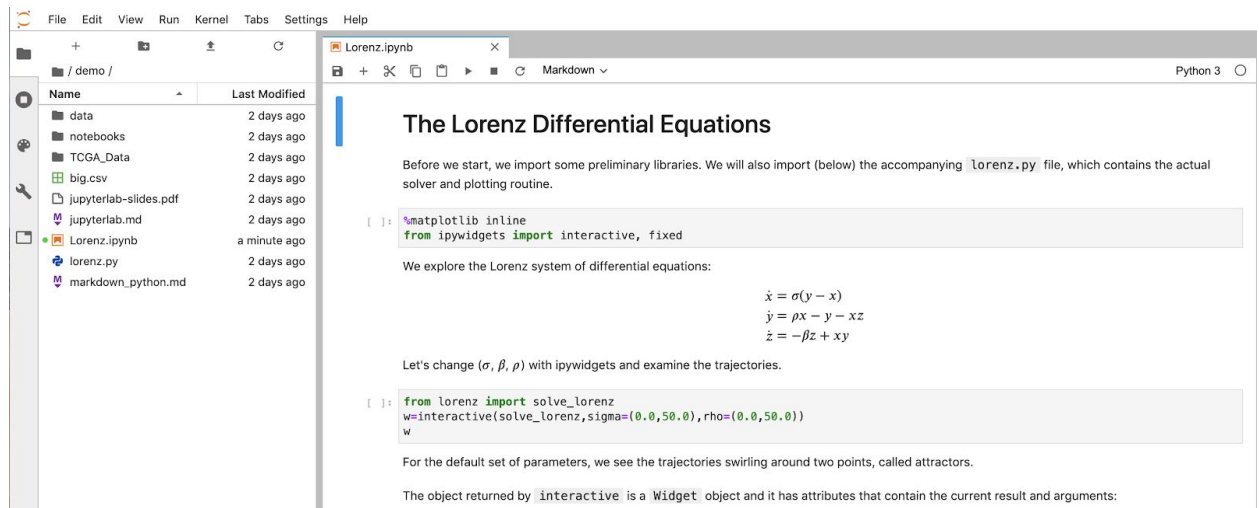 File Edit View Run Kernel Tabs Settings Help
/ demo /
Name Last Modified
data 2 days ago
notebooks 2 days ago
TCGA_Data 2 days ago
big.csv 2 days ago
jupyterlab-slides.pdf 2 days ago
jupyterlab.md 2 days ago
Lorenz.ipynb a minute ago
lorenz.py 2 days ago
markdown_python.md 2 days ago
Lorenz.ipynb
Markdown Python 3
The Lorenz Differential Equations
Before we start, we import some preliminary libraries. We will also import (below) the accompanying lorenz.py file, which contains the actual
solver and plotting routine.
[ ]: %matplotlib inline
from ipywidgets import interactive, fixed
We explore the Lorenz system of differential equations:
ẋ = σ(y − x)
ẏ = ρx − y − xz
ż = −βz + xy
Let's change (σ, β, ρ) with ipywidgets and examine the trajectories.
[ ]: from lorenz import solve_lorenz
w=interactive(solve_lorenz,sigma=(0.0,50.0),rho=(0.0,50.0))
w
For the default set of parameters, we see the trajectories swirling around two points, called attractors.
The object returned by interactive is a Widget object and it has attributes that contain the current result and arguments: